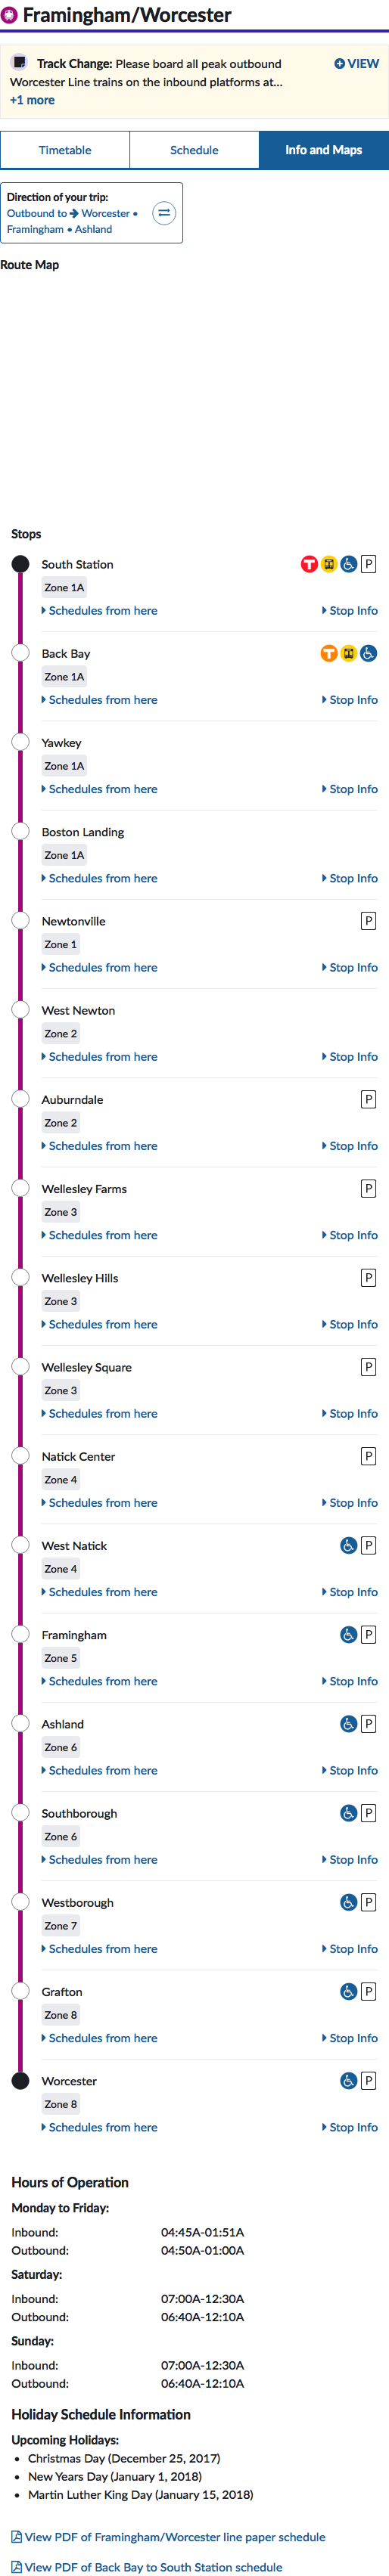 Framingham/Worcester
Track Change: Please board all peak outbound
VIEW
Worcester Line trains on the inbound platforms at...
+1 more
Timetable
Schedule
Info and Maps
Direction of your trip:
Outbound to Worcester •
Framingham • Ashland
Route Map
Stops
South Station
T
P
Zone 1A
Schedules from here
Stop Info
Back Bay
T
Zone 1A
Schedules from here
Stop Info
Yawkey
Zone 1A
Schedules from here
Stop Info
Boston Landing
Zone 1A
Schedules from here
Stop Info
Newtonville
P
Zone 1
Schedules from here
Stop Info
West Newton
Zone 2
Schedules from here
Stop Info
Auburndale
P
Zone 2
Schedules from here
Stop Info
Wellesley Farms
P
Zone 3
Schedules from here
Stop Info
Wellesley Hills
P
Zone 3
Schedules from here
Stop Info
Wellesley Square
P
Zone 3
Schedules from here
Stop Info
Natick Center
P
Zone 4
Schedules from here
Stop Info
West Natick
P
Zone 4
Schedules from here
Stop Info
Framingham
P
Zone 5
Schedules from here
Stop Info
Ashland
P
Zone 6
Schedules from here
Stop Info
Southborough
P
Zone 6
Schedules from here
Stop Info
Westborough
P
Zone 7
Schedules from here
Stop Info
Grafton
P
Zone 8
Schedules from here
Stop Info
Worcester
P
Zone 8
Schedules from here
Stop Info
Hours of Operation
Monday to Friday:
Inbound: 04:45A-01:51A
Outbound: 04:50A-01:00A
Saturday:
Inbound: 07:00A-12:30A
Outbound: 06:40A-12:10A
Sunday:
Inbound: 07:00A-12:30A
Outbound: 06:40A-12:10A
Holiday Schedule Information
Upcoming Holidays:
• Christmas Day (December 25, 2017)
• New Years Day (January 1, 2018)
• Martin Luther King Day (January 15, 2018)
View PDF of Framingham/Worcester line paper schedule
View PDF of Back Bay to South Station schedule